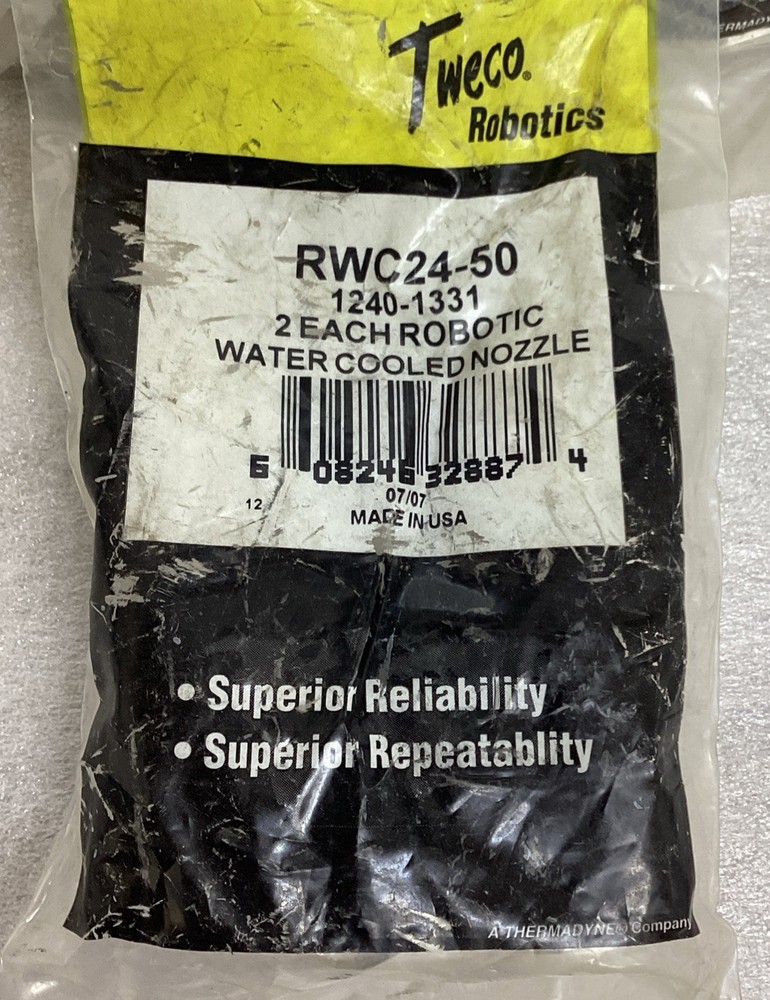 Tweco®
Robotics
RWC24-50
1240-1331
2 EACH ROBOTIC
WATER COOLED NOZZLE
6 08246 32887 4
07/07
12
MADE IN USA
• Superior Reliability
• Superior Repeatablity
A THERMADYNE® Company